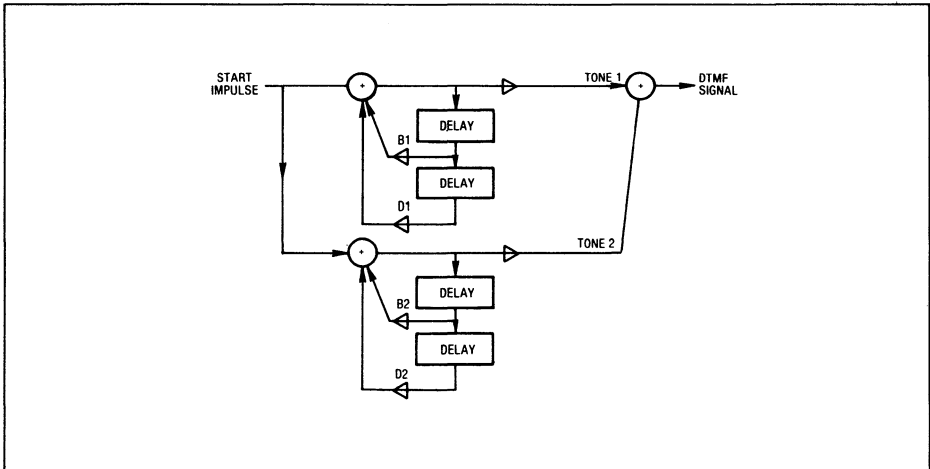 START
IMPULSE
+
TONE 1
+
DTMF
SIGNAL
DELAY
B1
DELAY
D1
+
TONE 2
DELAY
B2
DELAY
D2